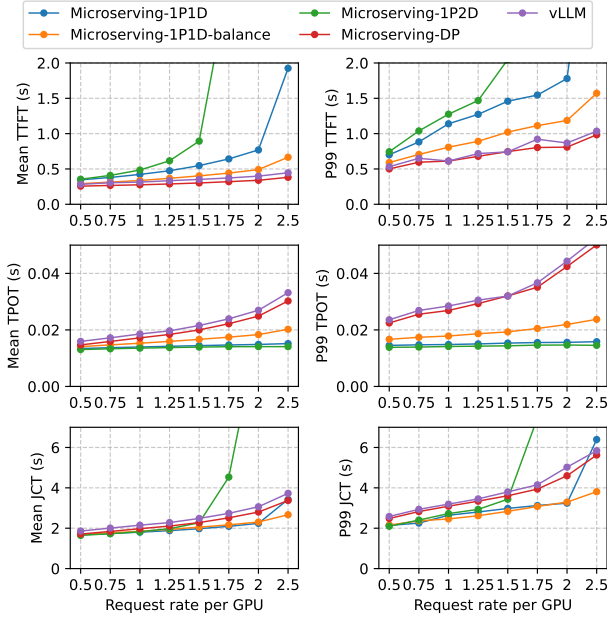 Microserving-1P1D
Microserving-1P2D
vLLM
Microserving-1P1D-balance
Microserving-DP
Mean TTFT (s)
2.0
1.5
1.0
0.5
0.0
0.5 0.75 1 1.25 1.5 1.75 2 2.5
P99 TTFT (s)
2.0
1.5
1.0
0.5
0.0
0.5 0.75 1 1.25 1.5 1.75 2 2.5
Mean TPOT (s)
0.04
0.02
0.00
0.5 0.75 1 1.25 1.5 1.75 2 2.5
P99 TPOT (s)
0.04
0.02
0.00
0.5 0.75 1 1.25 1.5 1.75 2 2.5
Mean JCT (s)
6
4
2
0
0.5 0.75 1 1.25 1.5 1.75 2 2.5
Request rate per GPU
P99 JCT (s)
6
4
2
0
0.5 0.75 1 1.25 1.5 1.75 2 2.5
Request rate per GPU